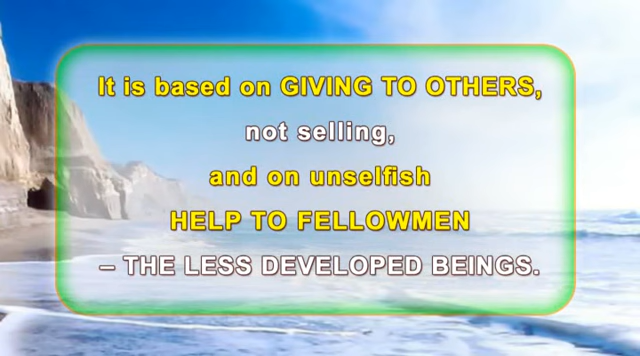 It is based on GIVING TO OTHERS,
not selling,
and on unselfish
HELP TO FELLOWMEN
– THE LESS DEVELOPED BEINGS.